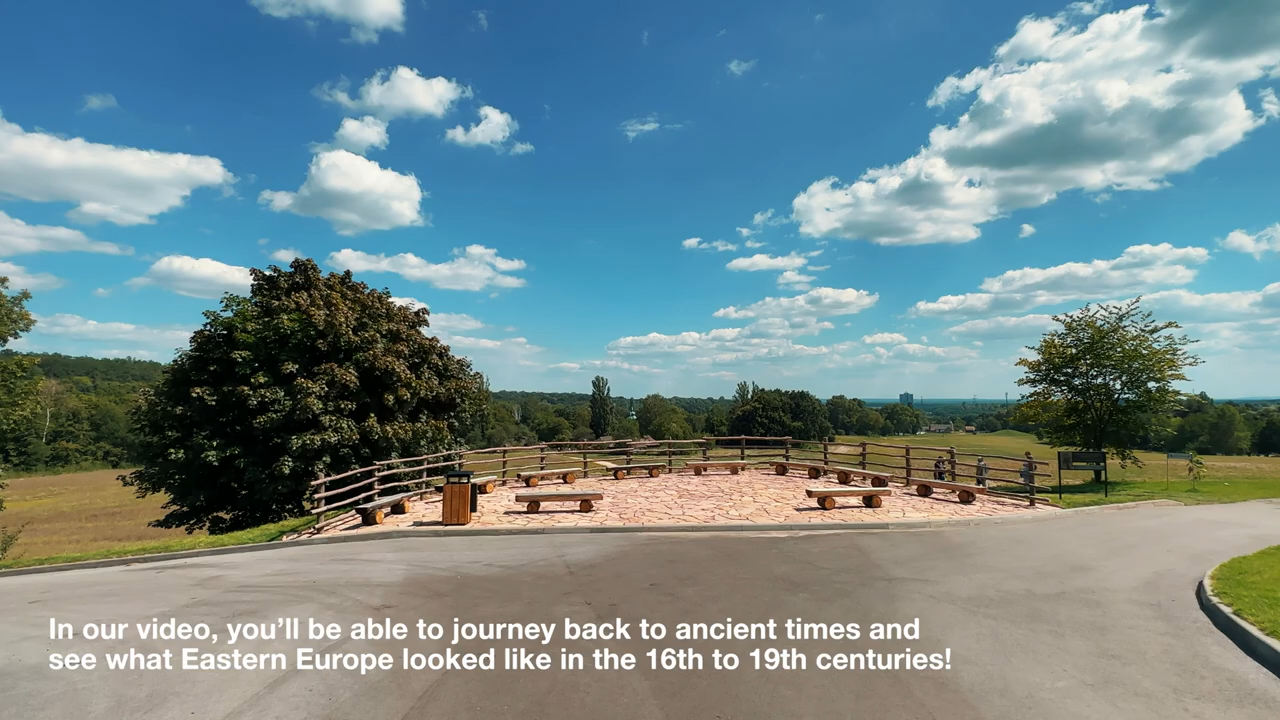 In our video, you’ll be able to journey back to ancient times and
see what Eastern Europe looked like in the 16th to 19th centuries!